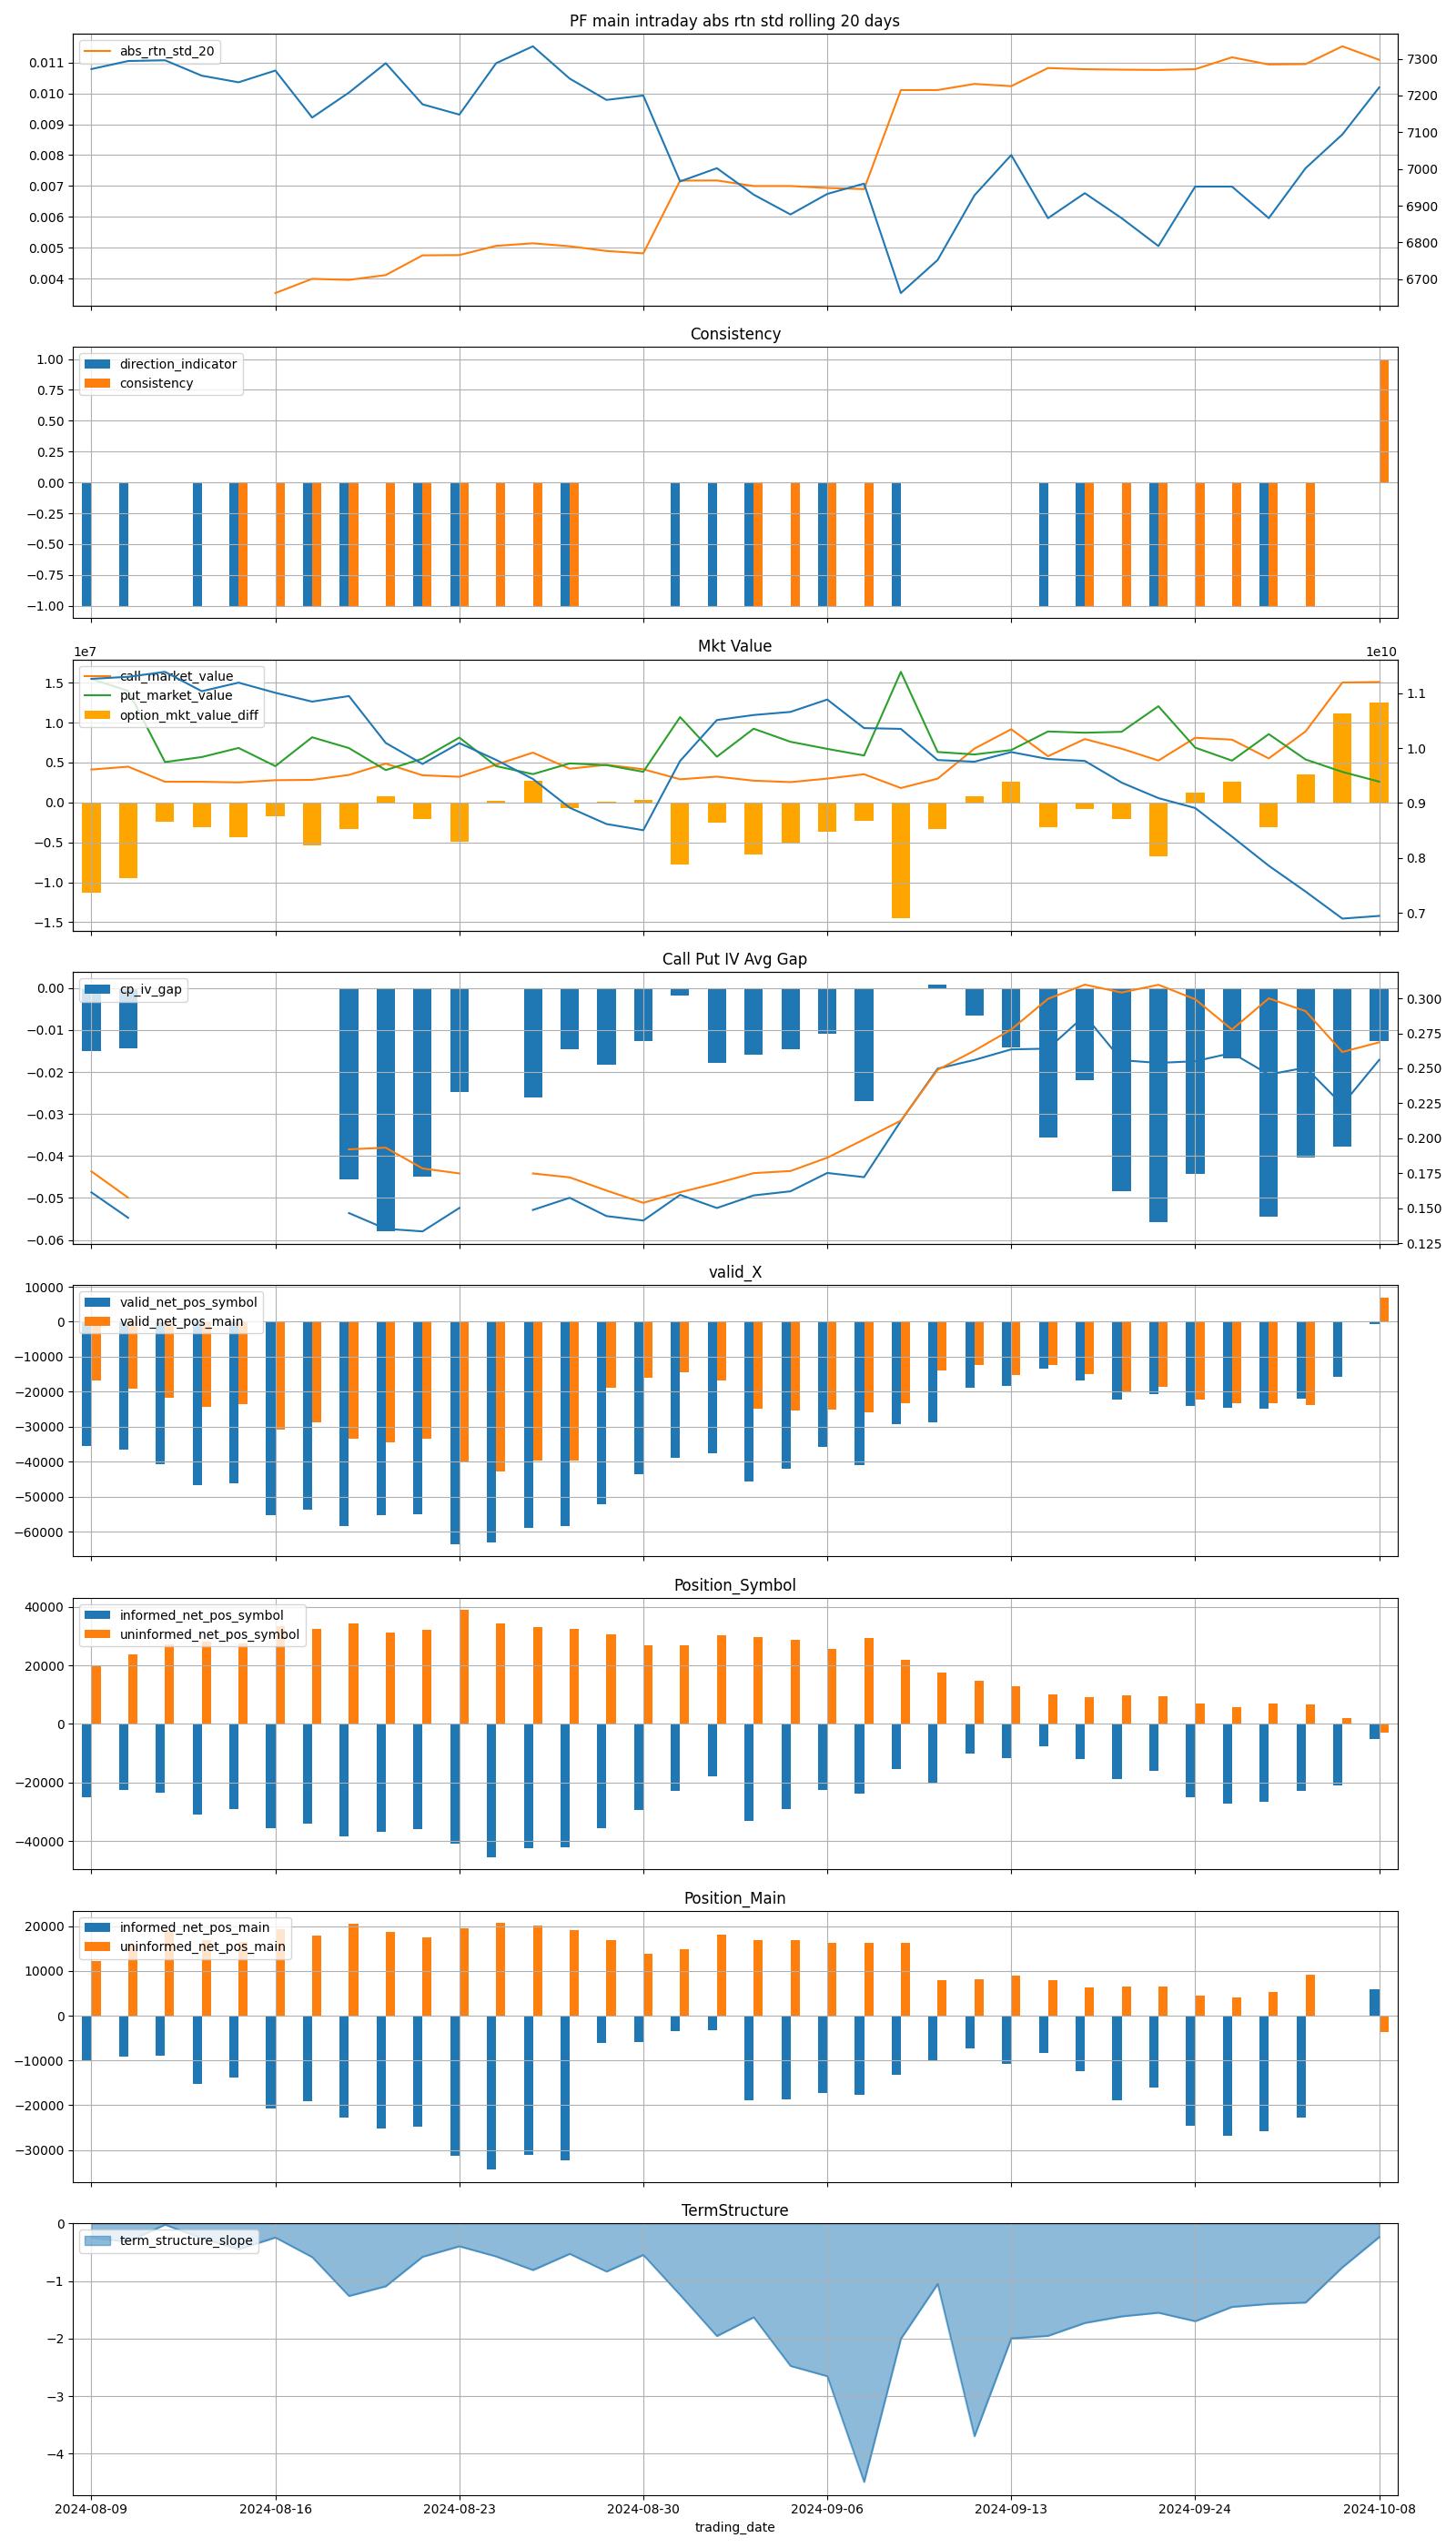 PF main intraday abs rtn std rolling 20 days
abs_rtn_std_20
0.011
0.010
0.009
0.008
0.007
0.006
0.005
0.004
7300
7200
7100
7000
6900
6800
6700
Consistency
direction_indicator
consistency
1.00
0.75
0.50
0.25
0.00
−0.25
−0.50
−0.75
−1.00
Mkt Value
1e7
1e10
call_market_value
put_market_value
option_mkt_value_diff
1.5
1.0
0.5
0.0
−0.5
−1.0
−1.5
1.1
1.0
0.9
0.8
0.7
Call Put IV Avg Gap
cp_iv_gap
0.00
−0.01
−0.02
−0.03
−0.04
−0.05
−0.06
0.300
0.275
0.250
0.225
0.200
0.175
0.150
0.125
valid_X
valid_net_pos_symbol
valid_net_pos_main
10000
0
−10000
−20000
−30000
−40000
−50000
−60000
Position_Symbol
informed_net_pos_symbol
uninformed_net_pos_symbol
40000
20000
0
−20000
−40000
Position_Main
informed_net_pos_main
uninformed_net_pos_main
20000
10000
0
−10000
−20000
−30000
TermStructure
term_structure_slope
0
−1
−2
−3
−4
2024-08-09 2024-08-16 2024-08-23 2024-08-30 2024-09-06 2024-09-13 2024-09-24 2024-10-08
trading_date